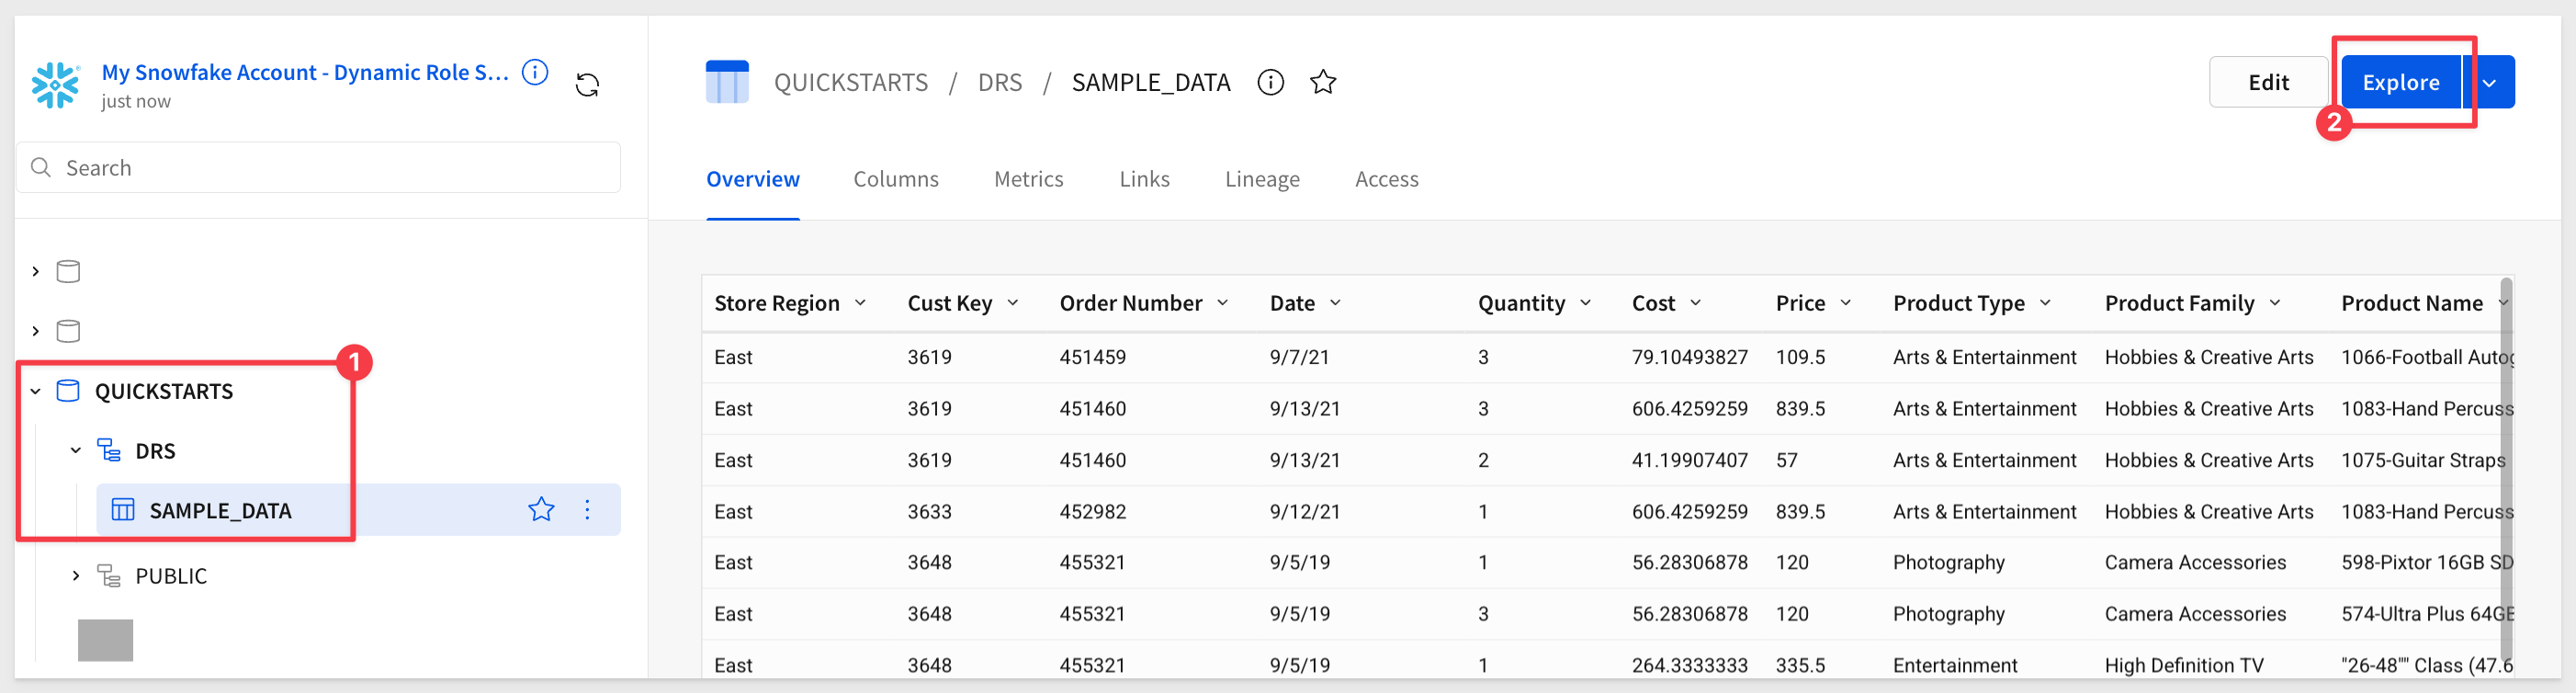 My Snowfake Account - Dynamic Role S...
just now
Search
1
QUICKSTARTS
DRS
SAMPLE_DATA
PUBLIC
QUICKSTARTS / DRS / SAMPLE_DATA
Edit
Explore
2
Overview Columns Metrics Links Lineage Access
Store Region Cust Key Order Number Date Quantity Cost Price Product Type Product Family Product Name
East 3619 451459 9/7/21 3 79.10493827 109.5 Arts & Entertainment Hobbies & Creative Arts 1066-Football Autog
East 3619 451460 9/13/21 3 606.4259259 839.5 Arts & Entertainment Hobbies & Creative Arts 1083-Hand Percuss
East 3619 451460 9/13/21 2 41.19907407 57 Arts & Entertainment Hobbies & Creative Arts 1075-Guitar Straps
East 3633 452982 9/12/21 1 606.4259259 839.5 Arts & Entertainment Hobbies & Creative Arts 1083-Hand Percuss
East 3648 455321 9/5/19 1 56.28306878 120 Photography Camera Accessories 598-Pixtor 16GB SD
East 3648 455321 9/5/19 3 56.28306878 120 Photography Camera Accessories 574-Ultra Plus 64GB
East 3648 455321 9/5/19 1 264.3333333 335.5 Entertainment High Definition TV "26-48"" Class (47.6